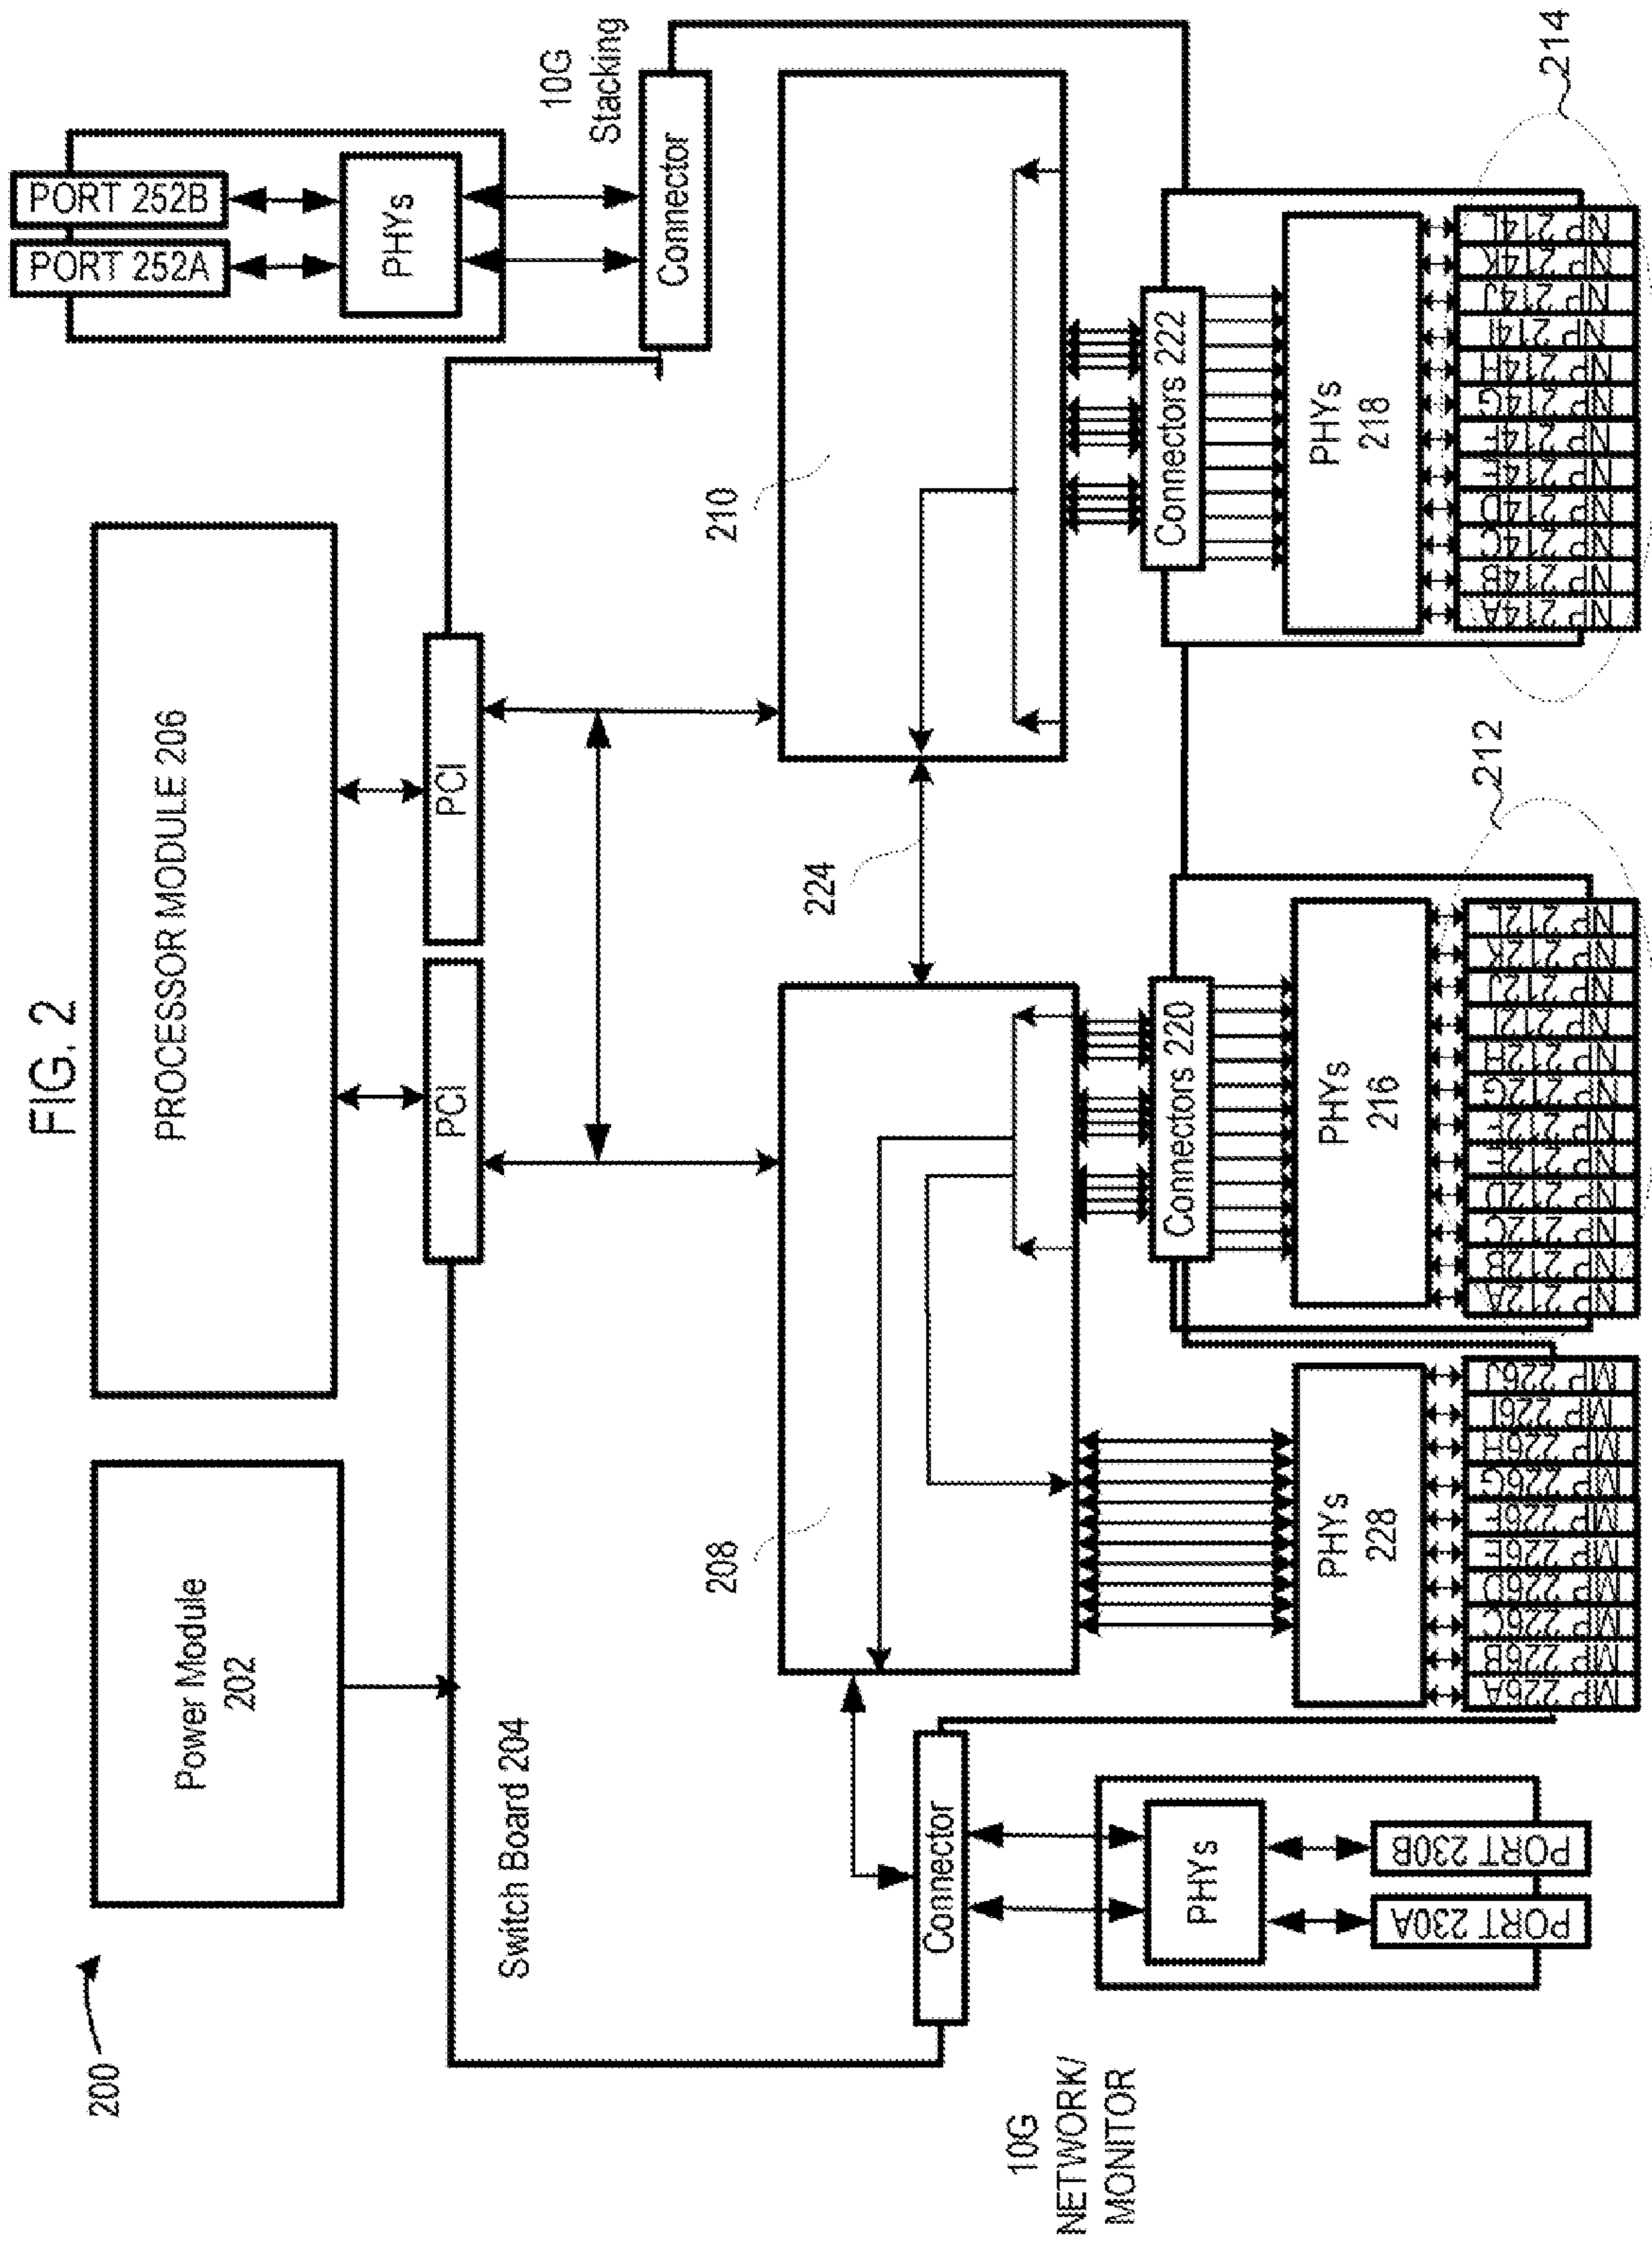 FIG. 2
200
Power Module
202
PROCESSOR MODULE 206
PORT 252A
PORT 252B
PHYs
10G
Stacking
PCI
PCI
Connector
Switch Board 204
208
224
210
Connector
10G
NETWORK/
MONITOR
PHYs
PORT 230A
PORT 230B
Connectors 220
Connectors 222
PHYs
228
PHYs
216
PHYs
218
212
214
MP 226A
MP 226B
MP 226C
MP 226D
MP 226E
MP 226F
MP 226G
MP 226H
MP 226I
MP 226J
NP 212A
NP 212B
NP 212C
NP 212D
NP 212E
NP 212F
NP 212G
NP 212H
NP 212I
NP 212J
NP 212K
NP 212L
NP 214A
NP 214B
NP 214C
NP 214D
NP 214E
NP 214F
NP 214G
NP 214H
NP 214I
NP 214J
NP 214K
NP 214L